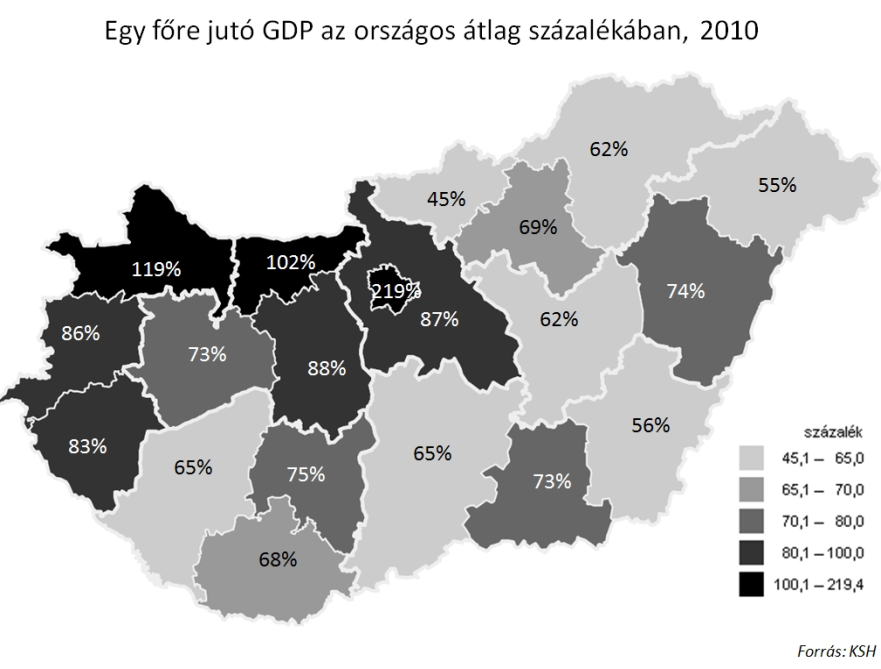 Egy főre jutó GDP az országos átlag százalékában, 2010
62%
55%
45%
69%
119%
102%
219%
74%
86%
87%
62%
73%
88%
83%
65%
75%
65%
73%
56%
68%
százalék
45,1 – 65,0
65,1 – 70,0
70,1 – 80,0
80,1 – 100,0
100,1 – 219,4
Forrás: KSH